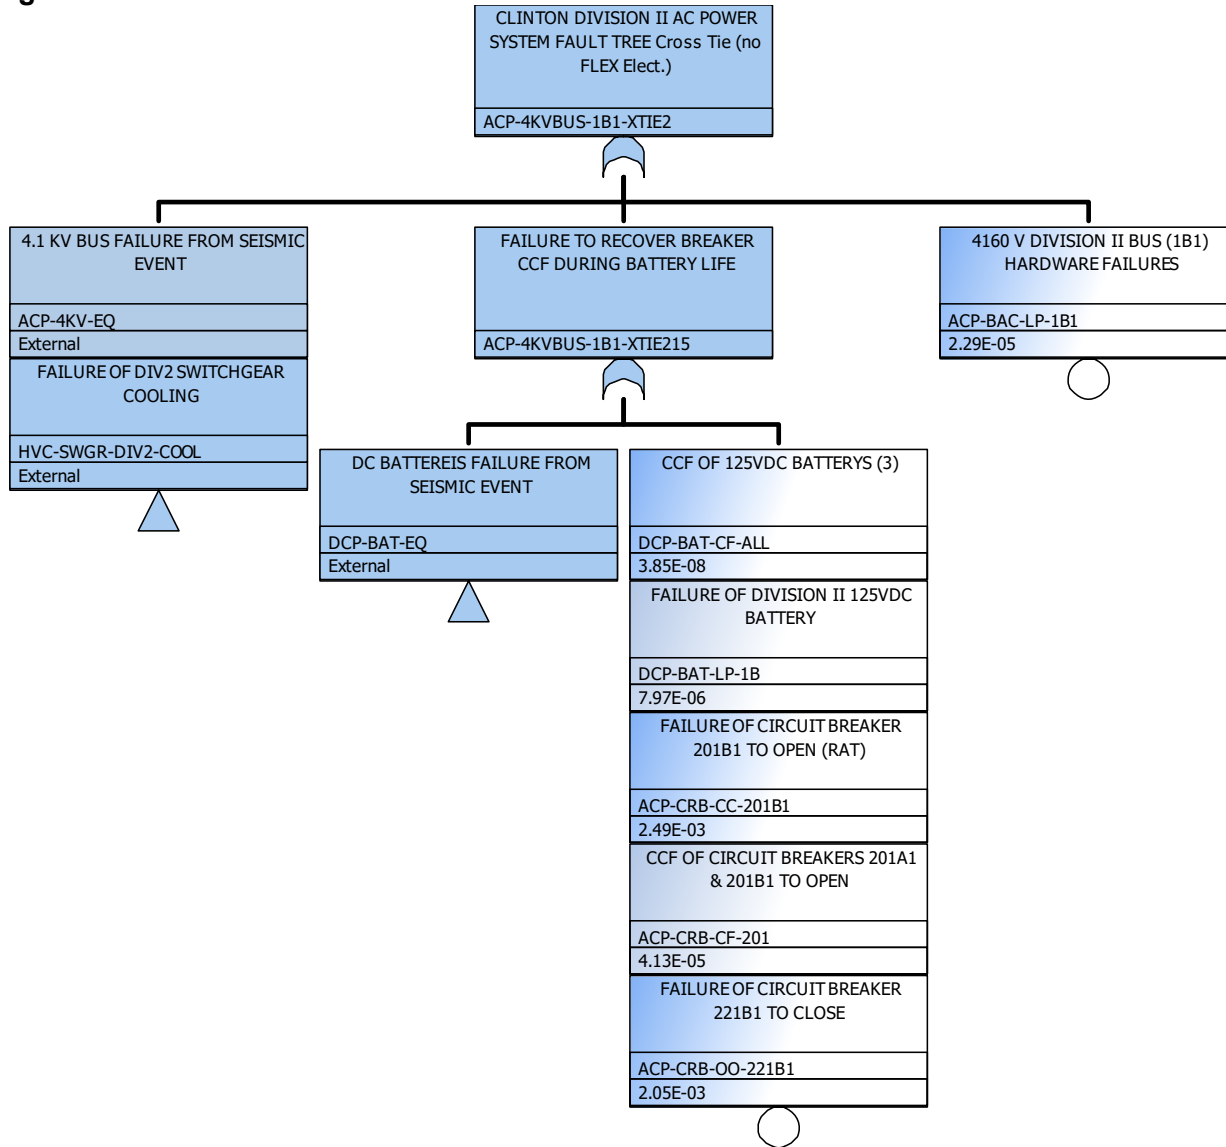 g
CLINTON DIVISION II AC POWER
SYSTEM FAULT TREE Cross Tie (no
FLEX Elect.)
ACP-4KVBUS-1B1-XTIE2
4.1 KV BUS FAILURE FROM SEISMIC
EVENT
ACP-4KV-EQ
External
FAILURE OF DIV2 SWITCHGEAR
COOLING
HVC-SWGR-DIV2-COOL
External
FAILURE TO RECOVER BREAKER
CCF DURING BATTERY LIFE
ACP-4KVBUS-1B1-XTIE215
4160 V DIVISION II BUS (1B1)
HARDWARE FAILURES
ACP-BAC-LP-1B1
2.29E-05
DC BATTEREIS FAILURE FROM
SEISMIC EVENT
DCP-BAT-EQ
External
CCF OF 125VDC BATTERYS (3)
DCP-BAT-CF-ALL
3.85E-08
FAILURE OF DIVISION II 125VDC
BATTERY
DCP-BAT-LP-1B
7.97E-06
FAILURE OF CIRCUIT BREAKER
201B1 TO OPEN (RAT)
ACP-CRB-CC-201B1
2.49E-03
CCF OF CIRCUIT BREAKERS 201A1
& 201B1 TO OPEN
ACP-CRB-CF-201
4.13E-05
FAILURE OF CIRCUIT BREAKER
221B1 TO CLOSE
ACP-CRB-OO-221B1
2.05E-03